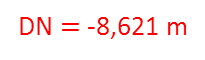 DN = -8,621 m